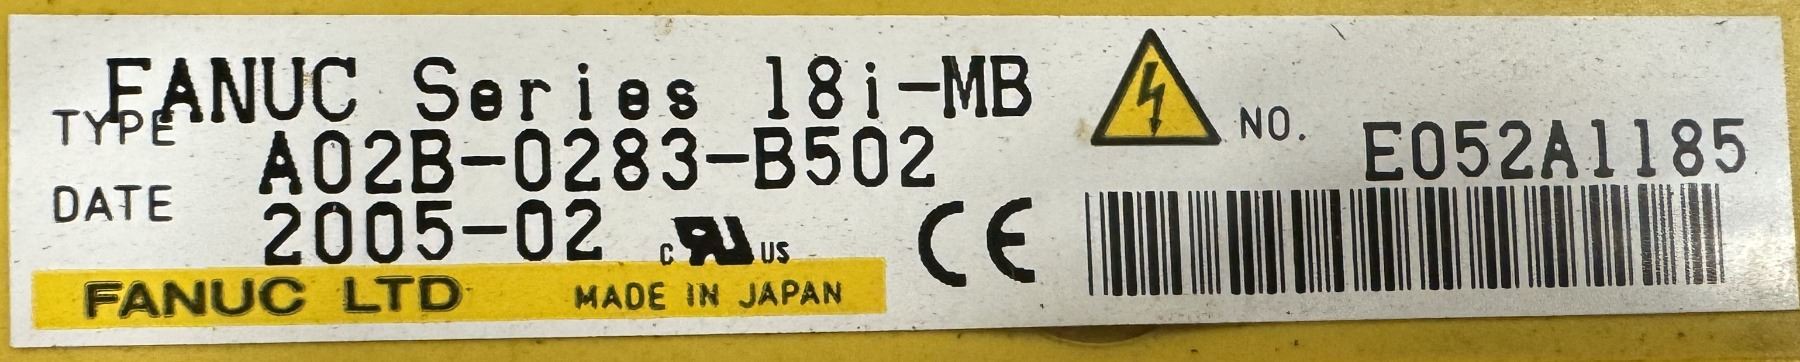 FANUC Series 18i-MB
TYPE A02B-0283-B502
DATE 2005-02
c RU US CE
FANUC LTD MADE IN JAPAN
NO. E052A1185